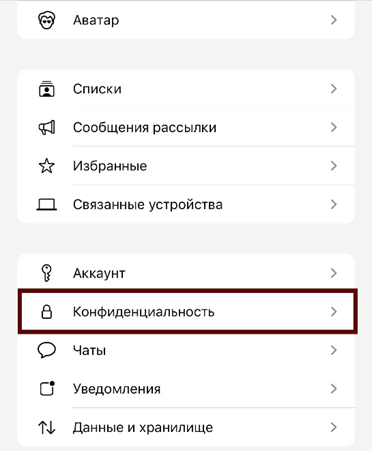 Аватар
Списки
Сообщения рассылки
Избранные
Связанные устройства
Аккаунт
Конфиденциальность
Чаты
Уведомления
Данные и хранилище